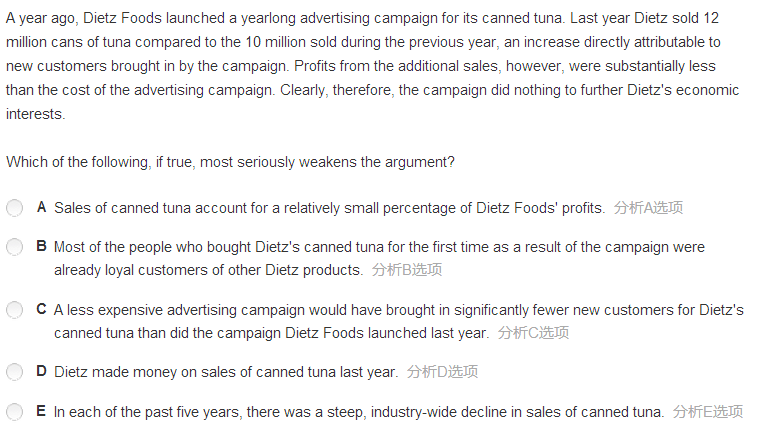 A year ago, Dietz Foods launched a yearlong advertising campaign for its canned tuna. Last year Dietz sold 12
million cans of tuna compared to the 10 million sold during the previous year, an increase directly attributable to
new customers brought in by the campaign. Profits from the additional sales, however, were substantially less
than the cost of the advertising campaign. Clearly, therefore, the campaign did nothing to further Dietz's economic
interests.
Which of the following, if true, most seriously weakens the argument?
A Sales of canned tuna account for a relatively small percentage of Dietz Foods' profits. 分析A选项
B Most of the people who bought Dietz's canned tuna for the first time as a result of the campaign were
already loyal customers of other Dietz products. 分析B选项
C A less expensive advertising campaign would have brought in significantly fewer new customers for Dietz's
canned tuna than did the campaign Dietz Foods launched last year. 分析C选项
D Dietz made money on sales of canned tuna last year. 分析D选项
E In each of the past five years, there was a steep, industry-wide decline in sales of canned tuna. 分析E选项